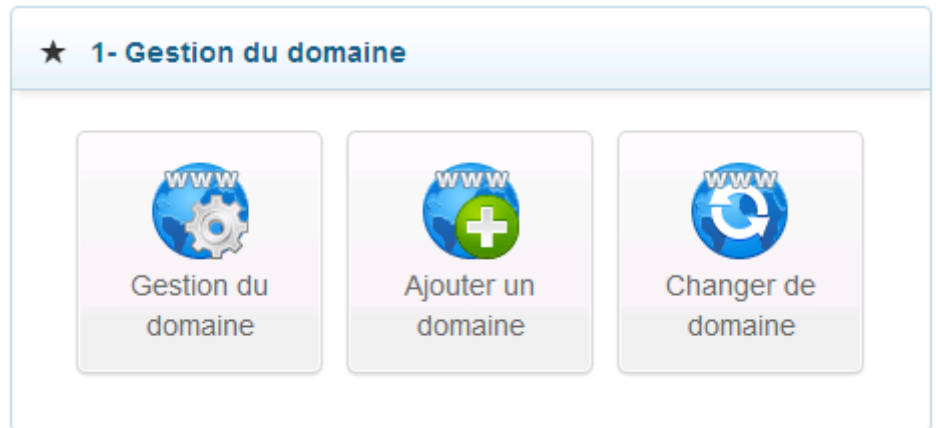 ★ 1- Gestion du domaine
www www www
Gestion du Ajouter un Changer de
domaine domaine domaine